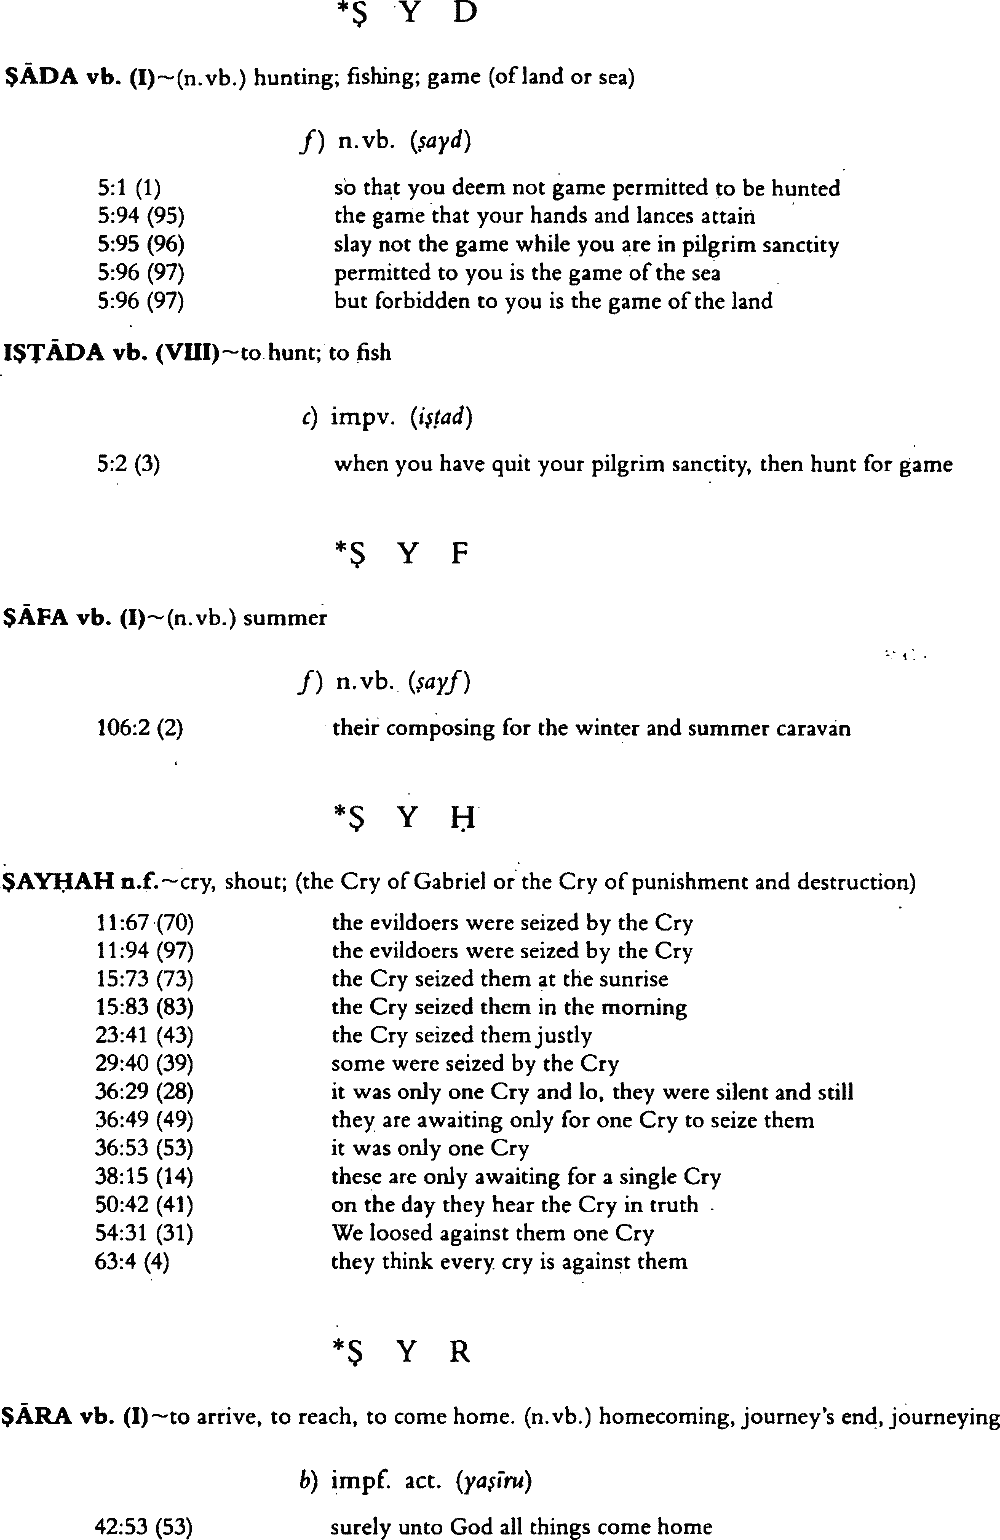 *Ṣ Y D
ṢĀDA vb. (I)~(n.vb.) hunting; fishing; game (of land or sea)
f) n.vb. (ṣayd)
5:1 (1) so that you deem not game permitted to be hunted
5:94 (95) the game that your hands and lances attain
5:95 (96) slay not the game while you are in pilgrim sanctity
5:96 (97) permitted to you is the game of the sea
5:96 (97) but forbidden to you is the game of the land
IṢṬĀDA vb. (VIII)~to hunt; to fish
c) impv. (iṣṭad)
5:2 (3) when you have quit your pilgrim sanctity, then hunt for game
*Ṣ Y F
ṢĀFA vb. (I)~(n.vb.) summer
f) n.vb. (ṣayf)
106:2 (2) their composing for the winter and summer caravan
*Ṣ Y Ḥ
ṢAYḤAH n.f.~cry, shout; (the Cry of Gabriel or the Cry of punishment and destruction)
11:67 (70) the evildoers were seized by the Cry
11:94 (97) the evildoers were seized by the Cry
15:73 (73) the Cry seized them at the sunrise
15:83 (83) the Cry seized them in the morning
23:41 (43) the Cry seized them justly
29:40 (39) some were seized by the Cry
36:29 (28) it was only one Cry and lo, they were silent and still
36:49 (49) they are awaiting only for one Cry to seize them
36:53 (53) it was only one Cry
38:15 (14) these are only awaiting for a single Cry
50:42 (41) on the day they hear the Cry in truth
54:31 (31) We loosed against them one Cry
63:4 (4) they think every cry is against them
*Ṣ Y R
ṢĀRA vb. (I)~to arrive, to reach, to come home. (n.vb.) homecoming, journey's end, journeying
b) impf. act. (yaṣīru)
42:53 (53) surely unto God all things come home